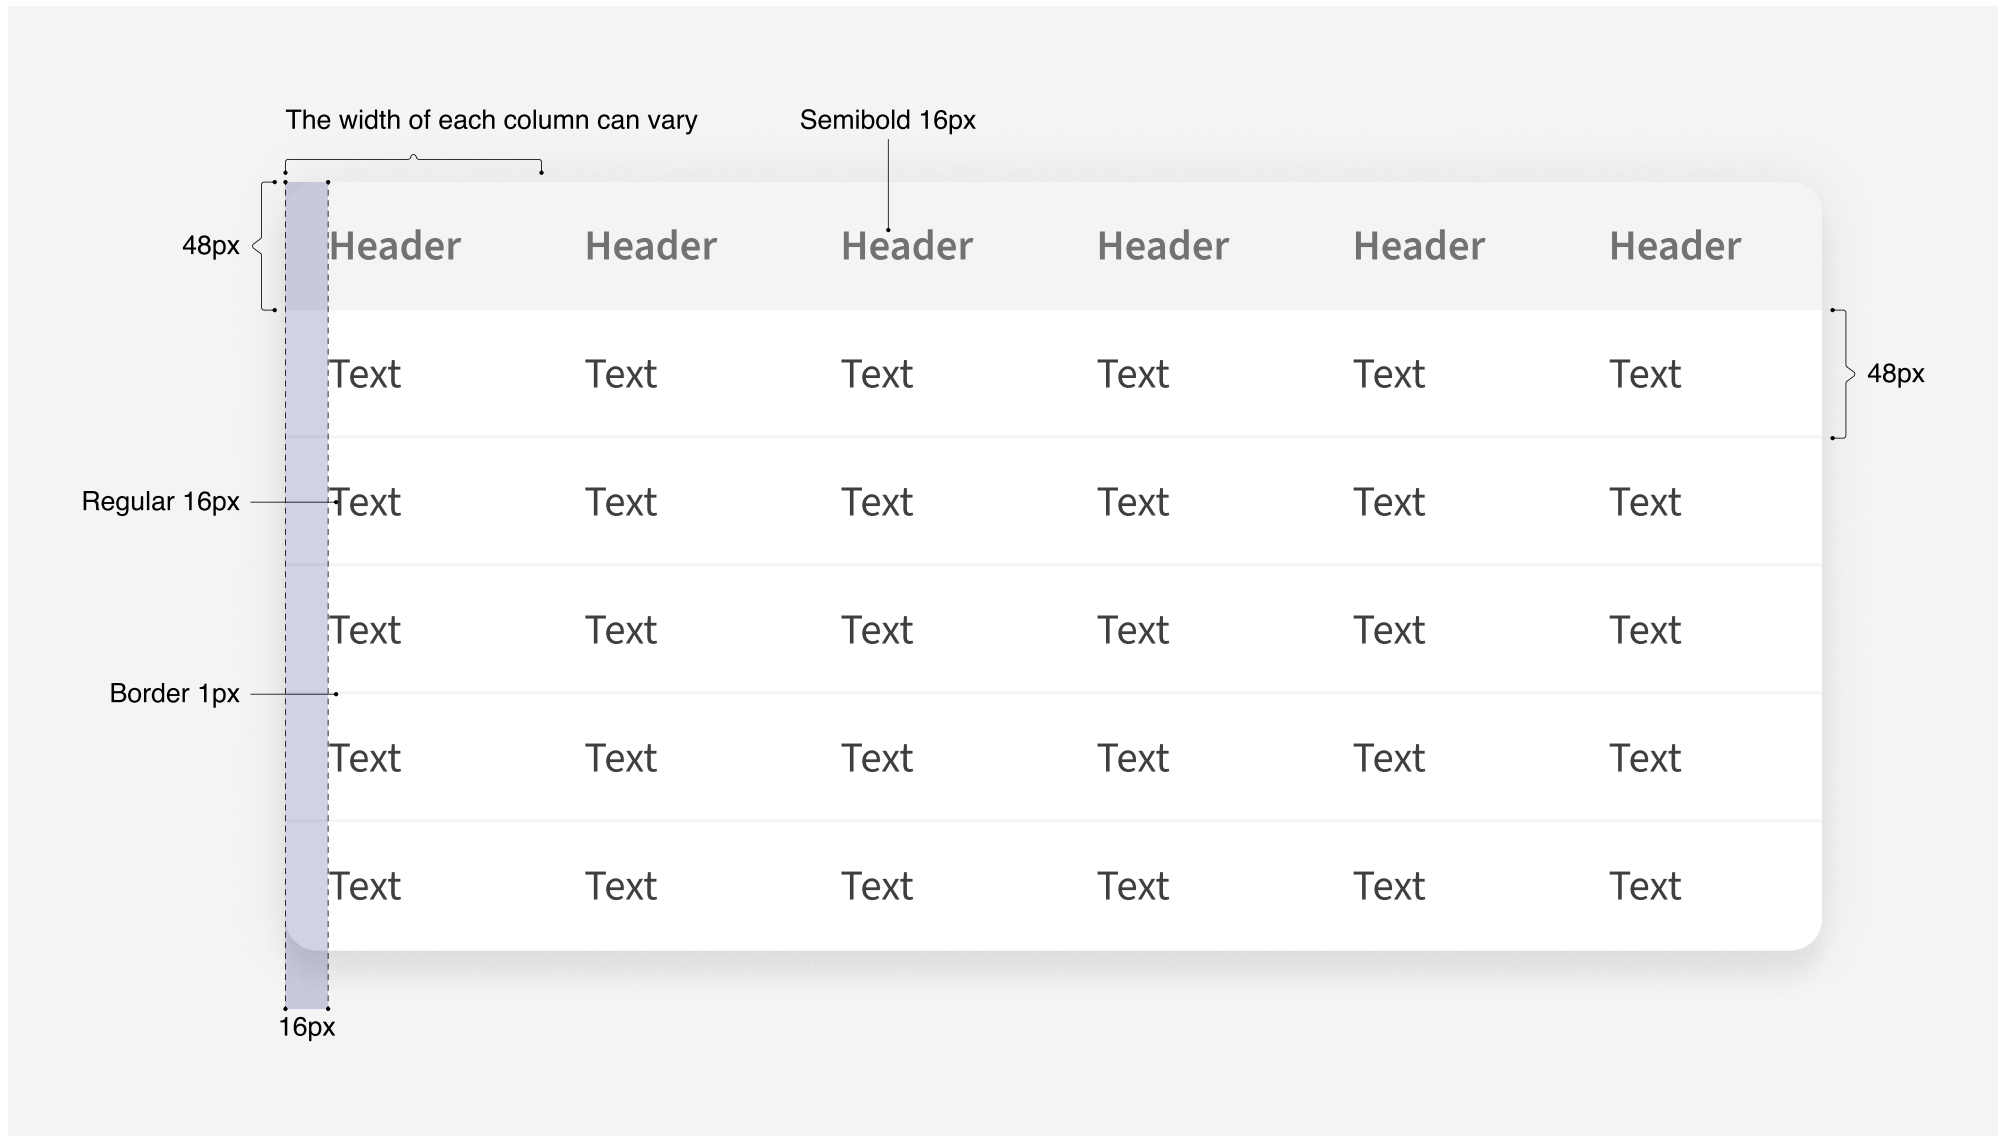 The width of each column can vary
Semibold 16px
48px
Header Header Header Header Header Header
Text Text Text Text Text Text
48px
Regular 16px
Text Text Text Text Text Text
Text Text Text Text Text Text
Border 1px
Text Text Text Text Text Text
Text Text Text Text Text Text
16px